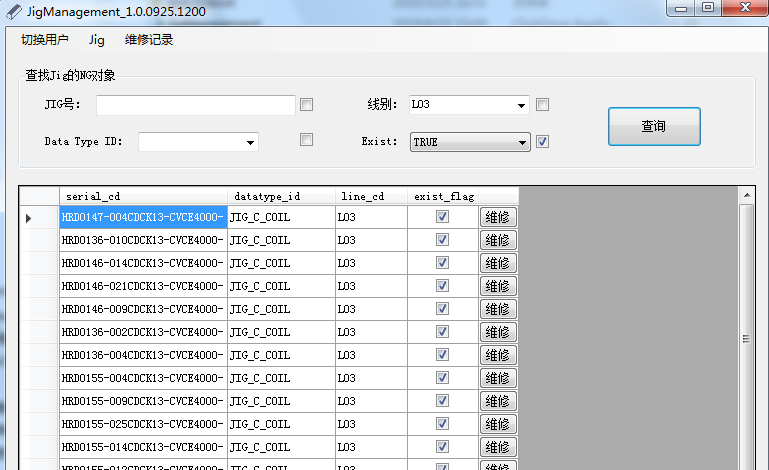 JigManagement_1.0.0925.1200
切换用户 Jig 维修记录
查找Jig的NG对象
JIG号: 线别: L03
查询
Data Type ID: Exist: TRUE
serial_cd datatype_id line_cd exist_flag
HRD0147-004CDCK13-CVCE4000- JIG_C_COIL L03 维修
HRD0136-010CDCK13-CVCE4000- JIG_C_COIL L03 维修
HRD0146-014CDCK13-CVCE4000- JIG_C_COIL L03 维修
HRD0146-021CDCK13-CVCE4000- JIG_C_COIL L03 维修
HRD0146-009CDCK13-CVCE4000- JIG_C_COIL L03 维修
HRD0136-002CDCK13-CVCE4000- JIG_C_COIL L03 维修
HRD0136-004CDCK13-CVCE4000- JIG_C_COIL L03 维修
HRD0155-004CDCK13-CVCE4000- JIG_C_COIL L03 维修
HRD0155-009CDCK13-CVCE4000- JIG_C_COIL L03 维修
HRD0155-025CDCK13-CVCE4000- JIG_C_COIL L03 维修
HRD0155-014CDCK13-CVCE4000- JIG_C_COIL L03 维修
JIG_C_COIL L03 维修